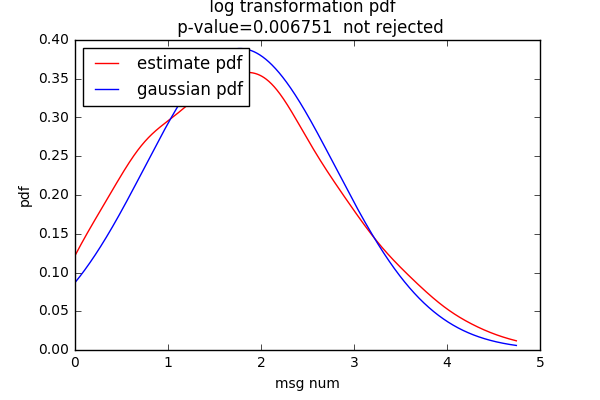 log transformation pdf
p-value=0.006751  not rejected
0.40
0.35
0.30
0.25
0.20
0.15
0.10
0.05
0.00
pdf
estimate pdf
gaussian pdf
0 1 2 3 4 5
msg num